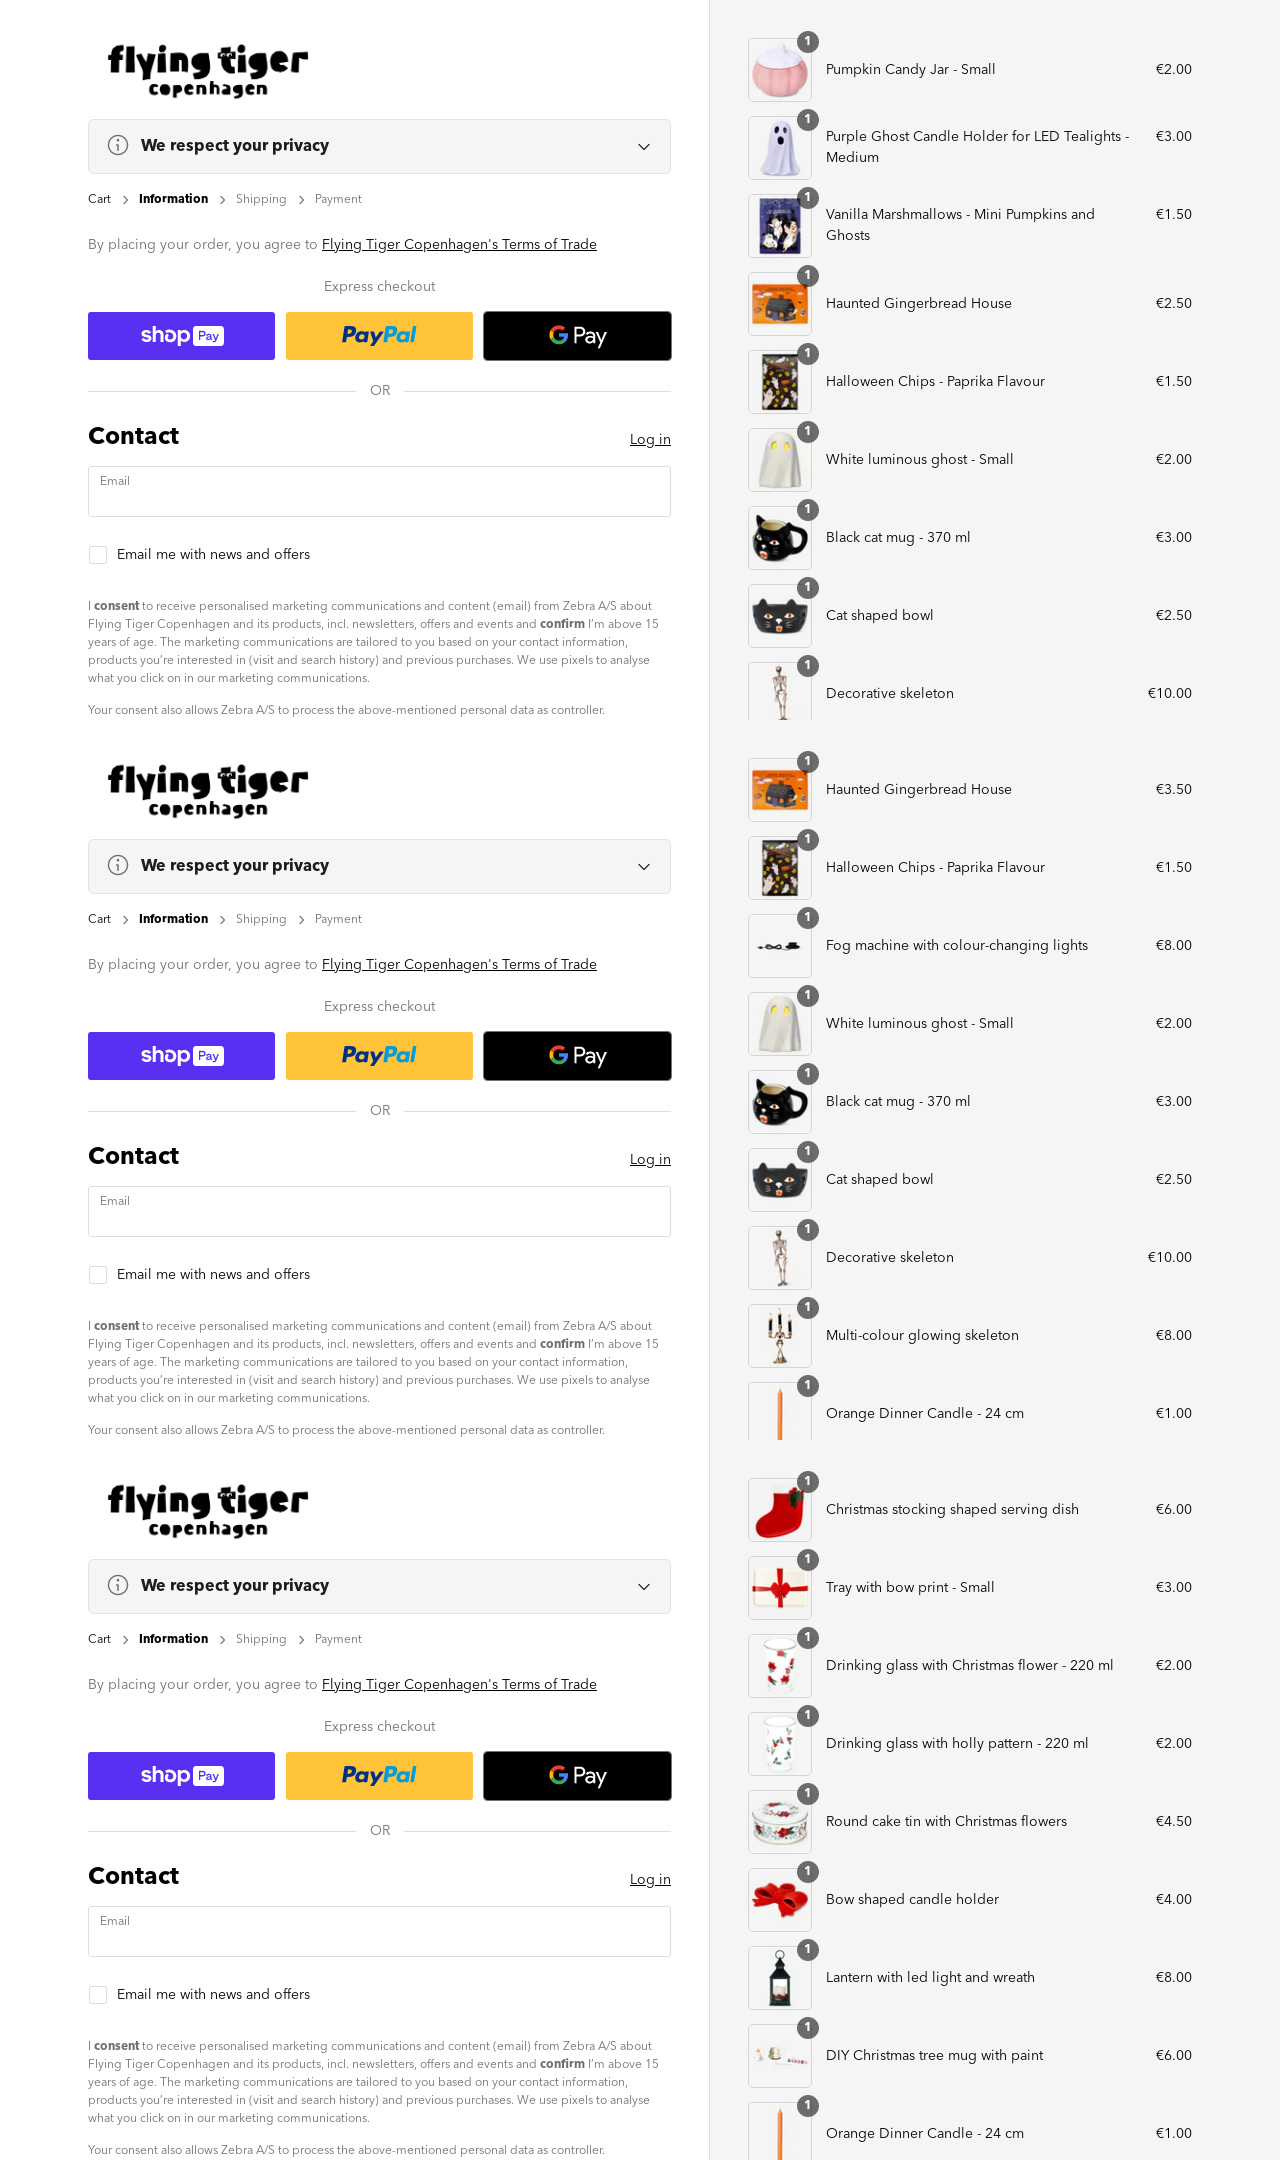 flying tiger
copenhagen
We respect your privacy
Cart > Information > Shipping > Payment
By placing your order, you agree to Flying Tiger Copenhagen's Terms of Trade
Express checkout
shop Pay
PayPal
G Pay
OR
Contact
Log in
Email
Email me with news and offers
I consent to receive personalised marketing communications and content (email) from Zebra A/S about
Flying Tiger Copenhagen and its products, incl. newsletters, offers and events and confirm I’m above 15
years of age. The marketing communications are tailored to you based on your contact information,
products you’re interested in (visit and search history) and previous purchases. We use pixels to analyse
what you click on in our marketing communications.
Your consent also allows Zebra A/S to process the above-mentioned personal data as controller.
1
Pumpkin Candy Jar - Small €2.00
1
Purple Ghost Candle Holder for LED Tealights - €3.00
Medium
1
Vanilla Marshmallows - Mini Pumpkins and €1.50
Ghosts
1
Haunted Gingerbread House €2.50
1
Halloween Chips - Paprika Flavour €1.50
1
White luminous ghost - Small €2.00
1
Black cat mug - 370 ml €3.00
1
Cat shaped bowl €2.50
1
Decorative skeleton €10.00
flying tiger
copenhagen
We respect your privacy
Cart > Information > Shipping > Payment
By placing your order, you agree to Flying Tiger Copenhagen's Terms of Trade
Express checkout
shop Pay
PayPal
G Pay
OR
Contact
Log in
Email
Email me with news and offers
I consent to receive personalised marketing communications and content (email) from Zebra A/S about
Flying Tiger Copenhagen and its products, incl. newsletters, offers and events and confirm I’m above 15
years of age. The marketing communications are tailored to you based on your contact information,
products you’re interested in (visit and search history) and previous purchases. We use pixels to analyse
what you click on in our marketing communications.
Your consent also allows Zebra A/S to process the above-mentioned personal data as controller.
1
Haunted Gingerbread House €3.50
1
Halloween Chips - Paprika Flavour €1.50
1
Fog machine with colour-changing lights €8.00
1
White luminous ghost - Small €2.00
1
Black cat mug - 370 ml €3.00
1
Cat shaped bowl €2.50
1
Decorative skeleton €10.00
1
Multi-colour glowing skeleton €8.00
1
Orange Dinner Candle - 24 cm €1.00
flying tiger
copenhagen
We respect your privacy
Cart > Information > Shipping > Payment
By placing your order, you agree to Flying Tiger Copenhagen's Terms of Trade
Express checkout
shop Pay
PayPal
G Pay
OR
Contact
Log in
Email
Email me with news and offers
I consent to receive personalised marketing communications and content (email) from Zebra A/S about
Flying Tiger Copenhagen and its products, incl. newsletters, offers and events and confirm I’m above 15
years of age. The marketing communications are tailored to you based on your contact information,
products you’re interested in (visit and search history) and previous purchases. We use pixels to analyse
what you click on in our marketing communications.
Your consent also allows Zebra A/S to process the above-mentioned personal data as controller.
1
Christmas stocking shaped serving dish €6.00
1
Tray with bow print - Small €3.00
1
Drinking glass with Christmas flower - 220 ml €2.00
1
Drinking glass with holly pattern - 220 ml €2.00
1
Round cake tin with Christmas flowers €4.50
1
Bow shaped candle holder €4.00
1
Lantern with led light and wreath €8.00
1
DIY Christmas tree mug with paint €6.00
1
Orange Dinner Candle - 24 cm €1.00